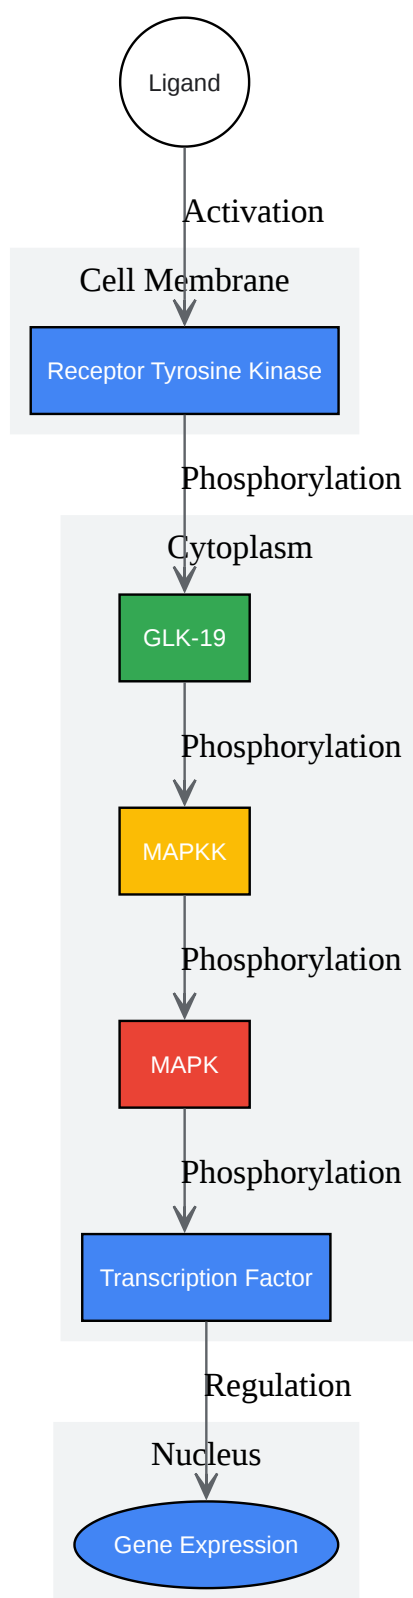 Ligand
Activation
Cell Membrane
Receptor Tyrosine Kinase
Phosphorylation
Cytoplasm
GLK-19
Phosphorylation
MAPKK
Phosphorylation
MAPK
Phosphorylation
Transcription Factor
Regulation
Nucleus
Gene Expression